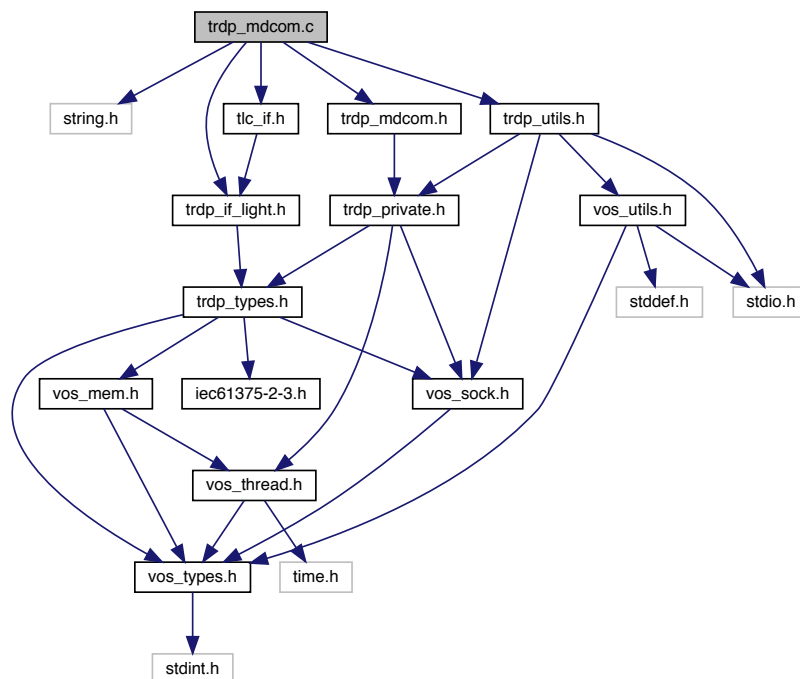 trdp_mdcom.c
string.h
tlc_if.h
trdp_mdcom.h
trdp_utils.h
trdp_if_light.h
trdp_private.h
vos_utils.h
trdp_types.h
stddef.h
stdio.h
vos_mem.h
iec61375-2-3.h
vos_sock.h
vos_thread.h
vos_types.h
time.h
stdint.h